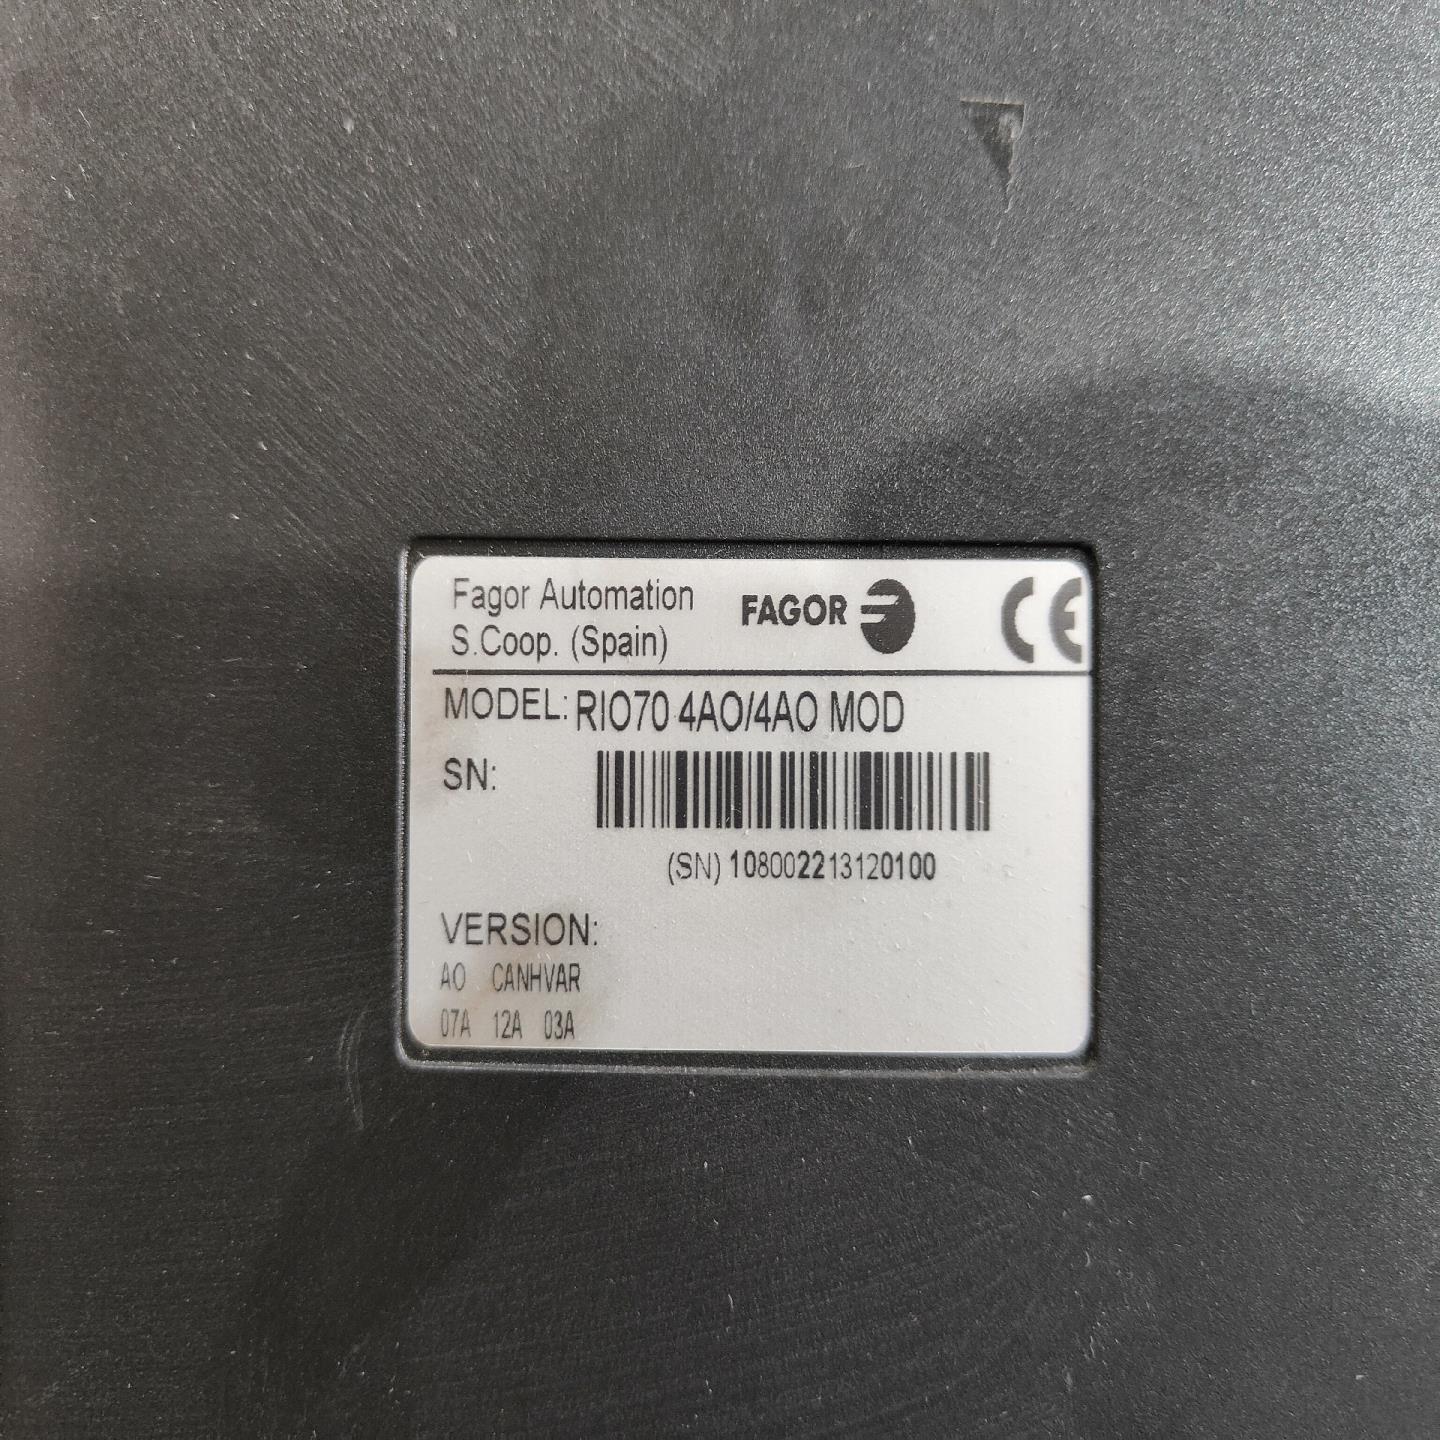 Fagor Automation
S.Coop. (Spain)
FAGOR
CE
MODEL: RIO70 4AO/4AO MOD
SN:
(SN) 108002213120100
VERSION:
AO CANHVAR
07A 12A 03A